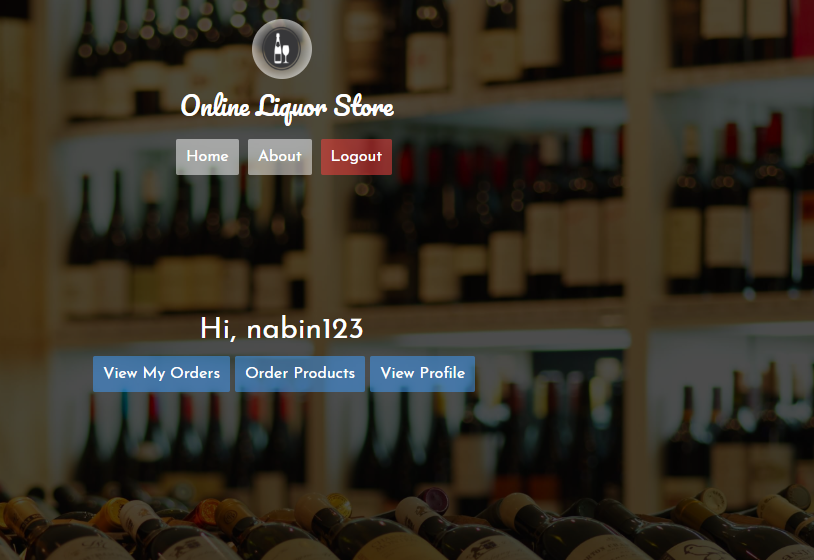 Online Liquor Store
Home About Logout
Hi, nabin123
View My Orders Order Products View Profile